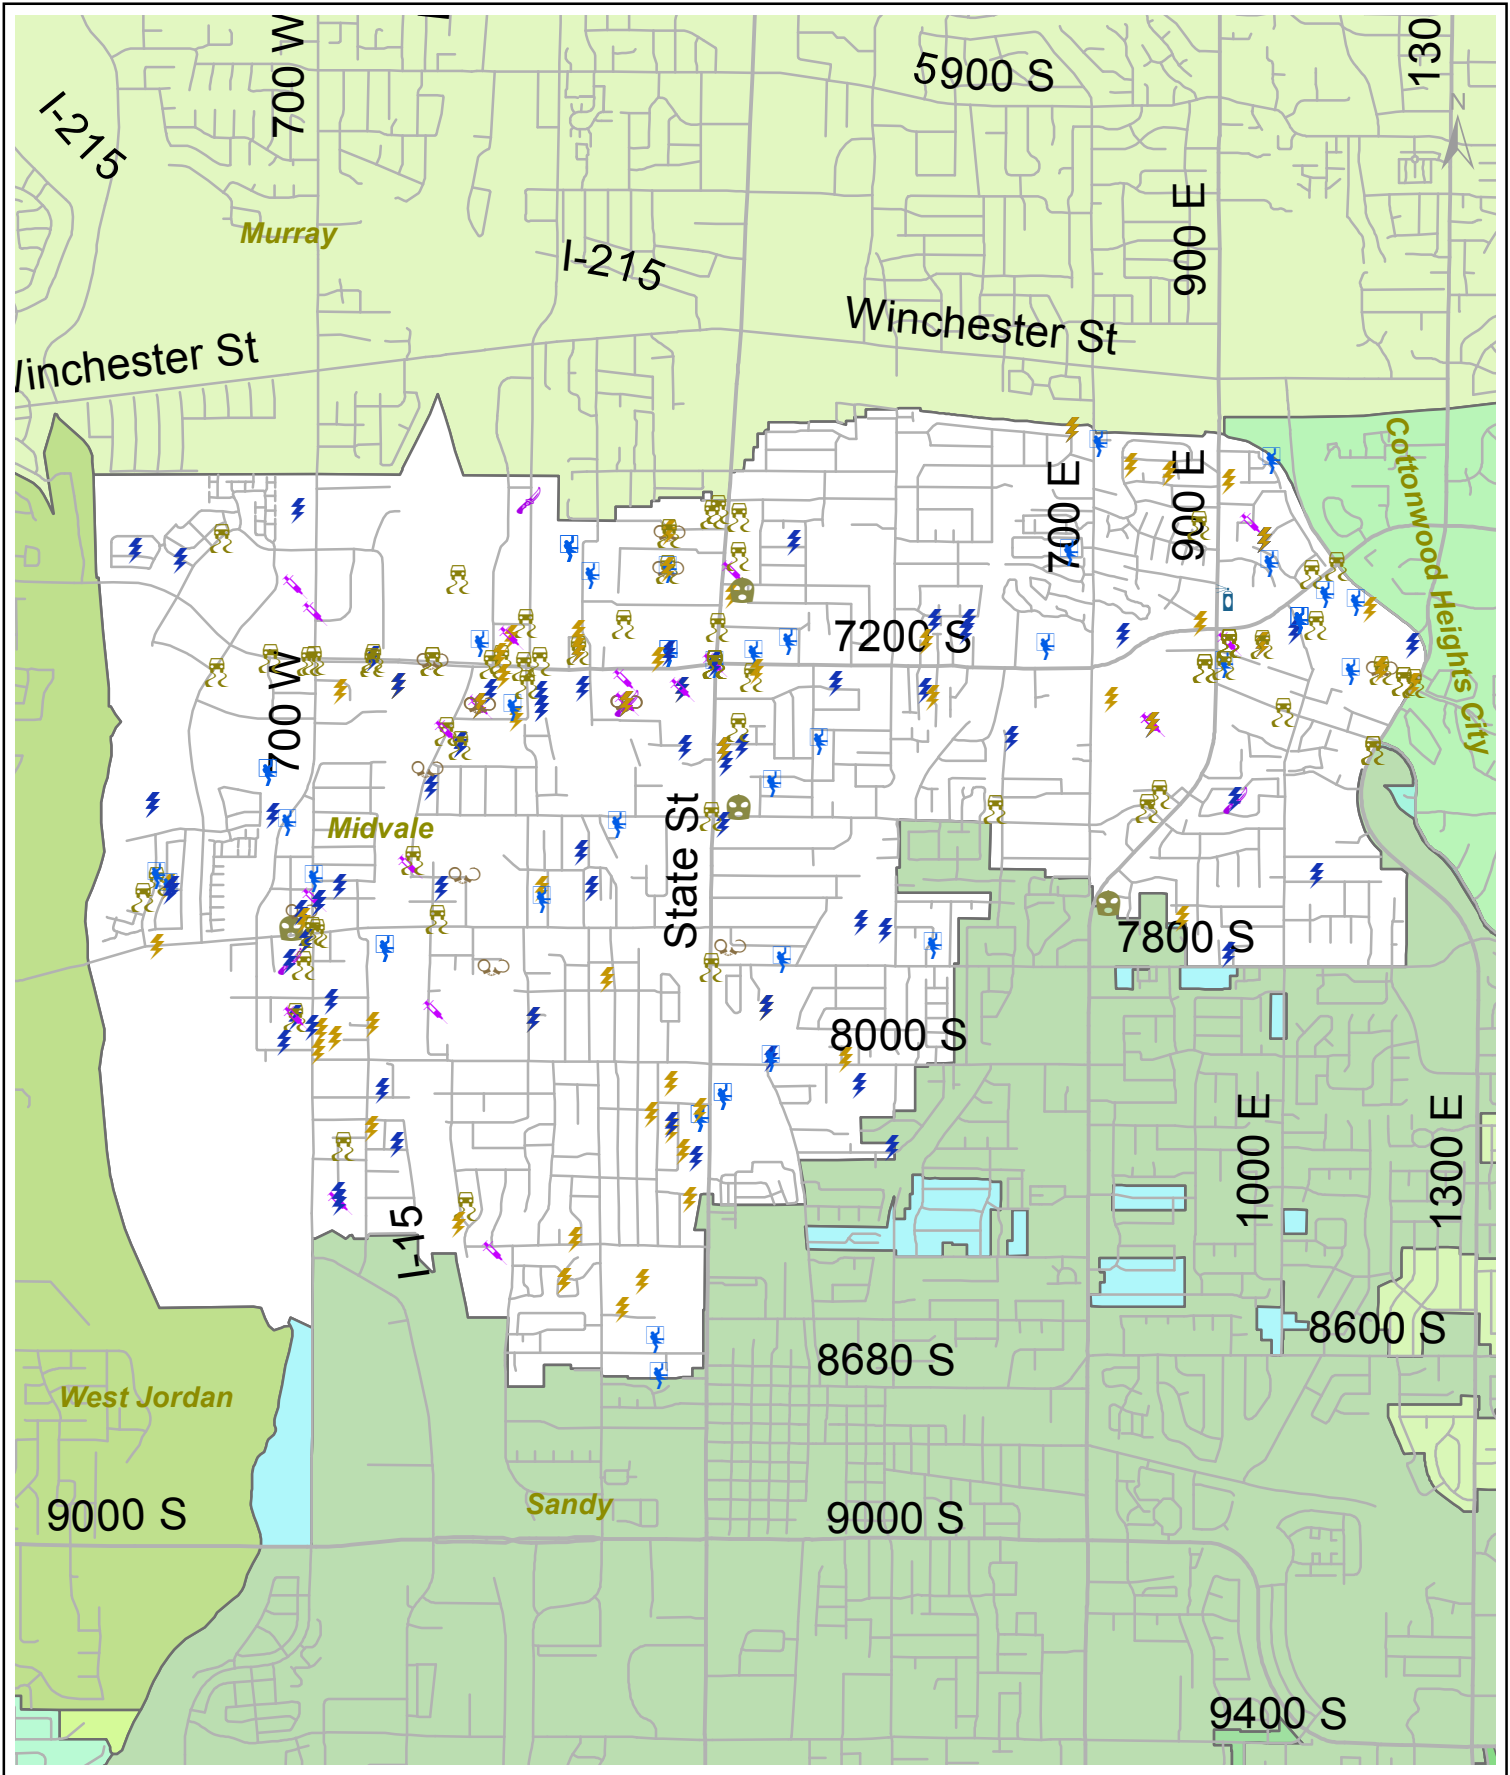 700 W
5900 S
130
I-215
N
900 E
Murray
I-215
Winchester St
Winchester St
Cottonwood Heights City
700 E
900 E
7200 S
700 W
Midvale
State St
7800 S
8000 S
1000 E
1300 E
I-15
8600 S
8680 S
West Jordan
Sandy
9000 S
9000 S
9400 S